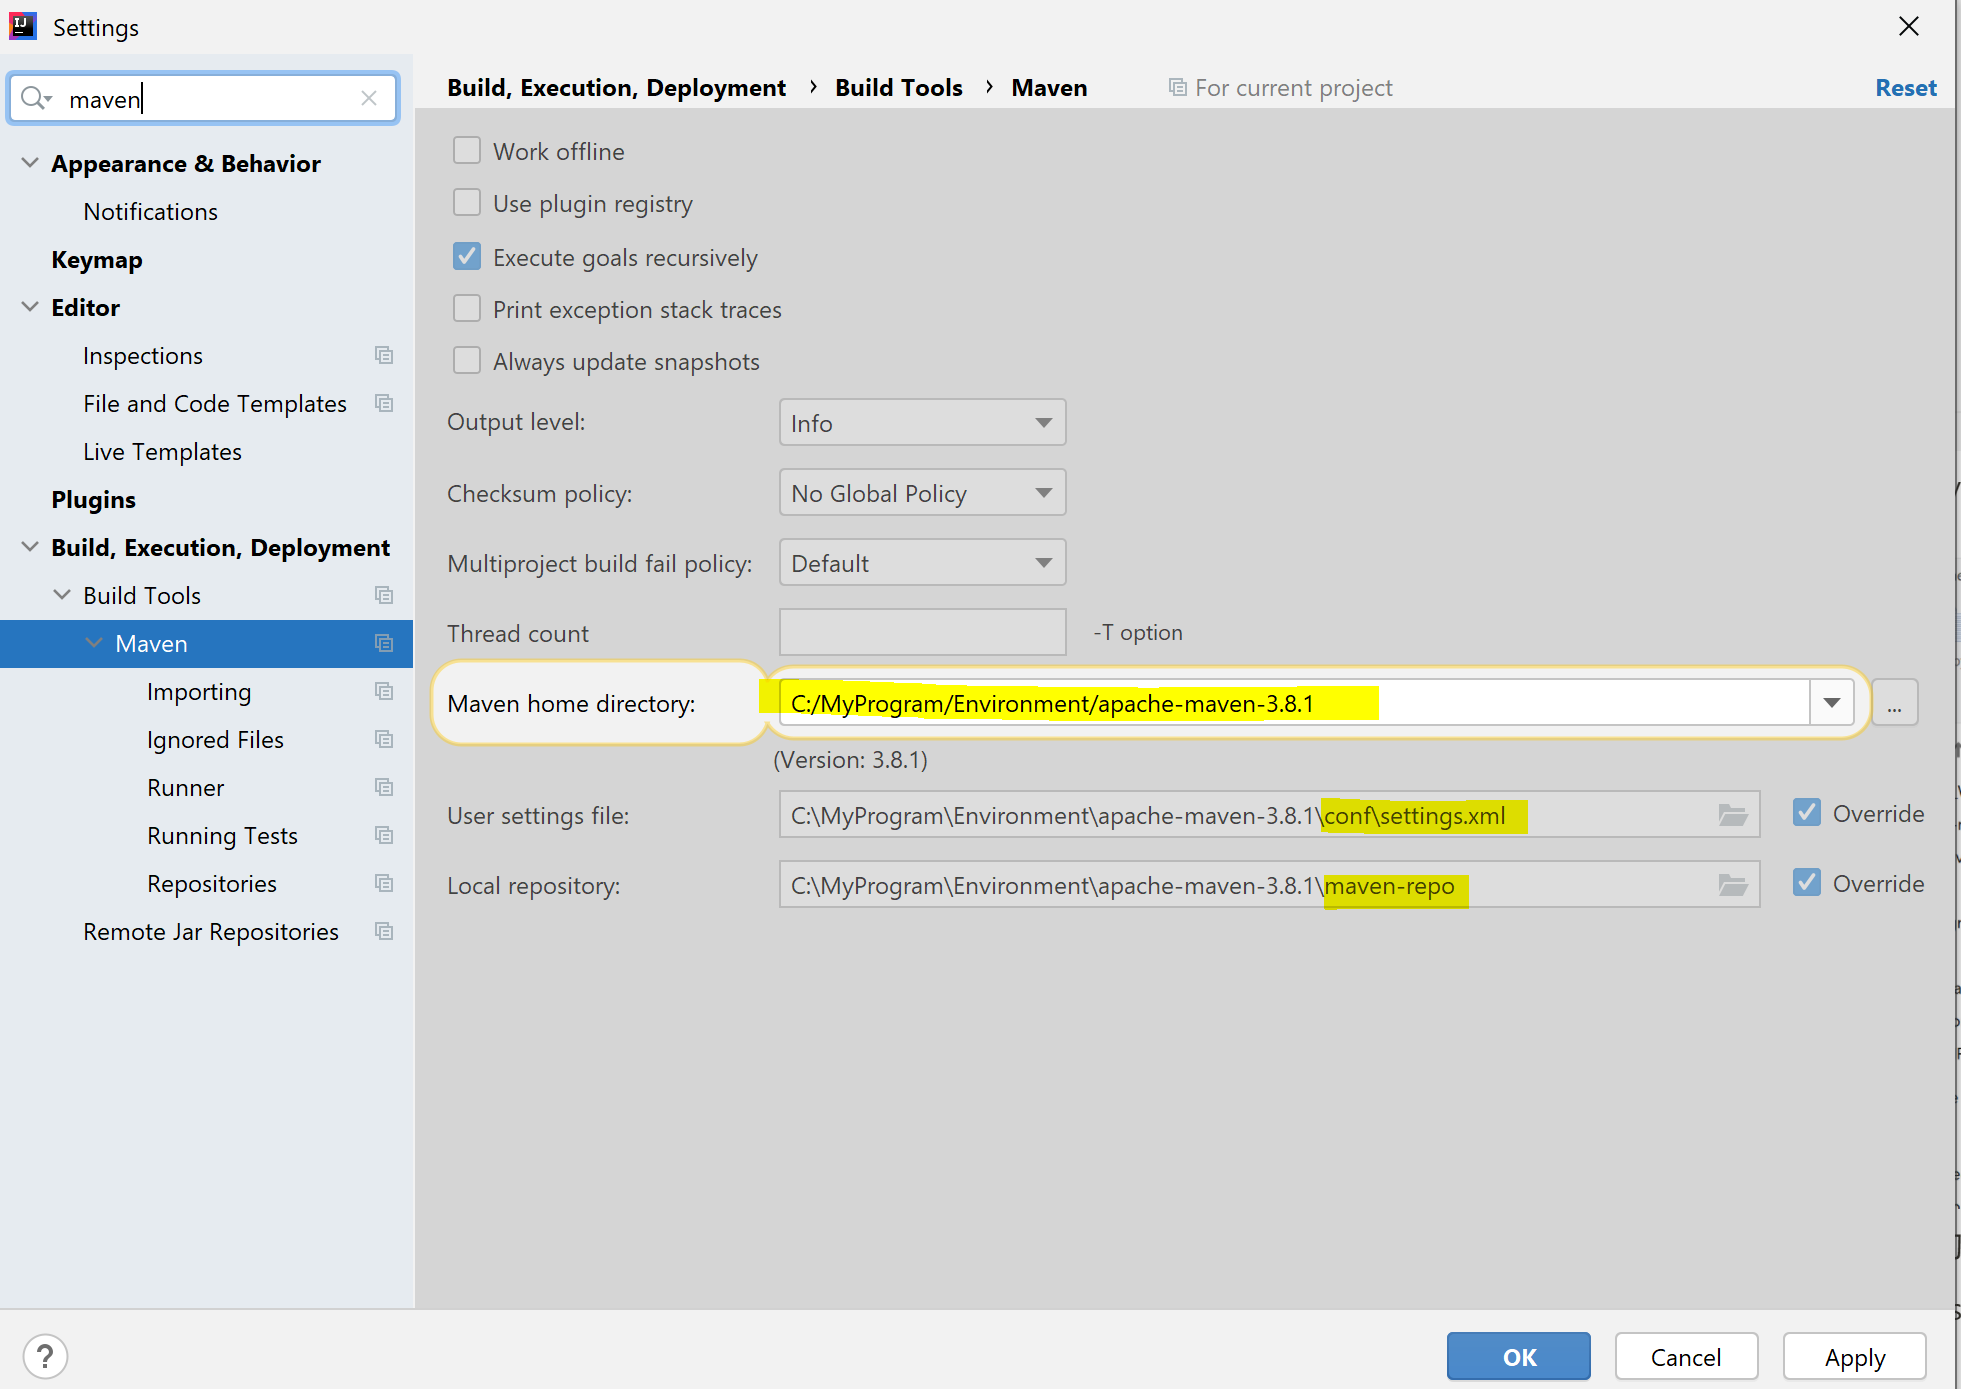 Settings
maven
Appearance & Behavior
Notifications
Keymap
Editor
Inspections
File and Code Templates
Live Templates
Plugins
Build, Execution, Deployment
Build Tools
Maven
Importing
Ignored Files
Runner
Running Tests
Repositories
Remote Jar Repositories
Build, Execution, Deployment › Build Tools › Maven For current project Reset
Work offline
Use plugin registry
Execute goals recursively
Print exception stack traces
Always update snapshots
Output level: Info
Checksum policy: No Global Policy
Multiproject build fail policy: Default
Thread count -T option
Maven home directory: C:/MyProgram/Environment/apache-maven-3.8.1 ...
(Version: 3.8.1)
User settings file: C:\MyProgram\Environment\apache-maven-3.8.1\conf\settings.xml Override
Local repository: C:\MyProgram\Environment\apache-maven-3.8.1\maven-repo Override
? OK Cancel Apply